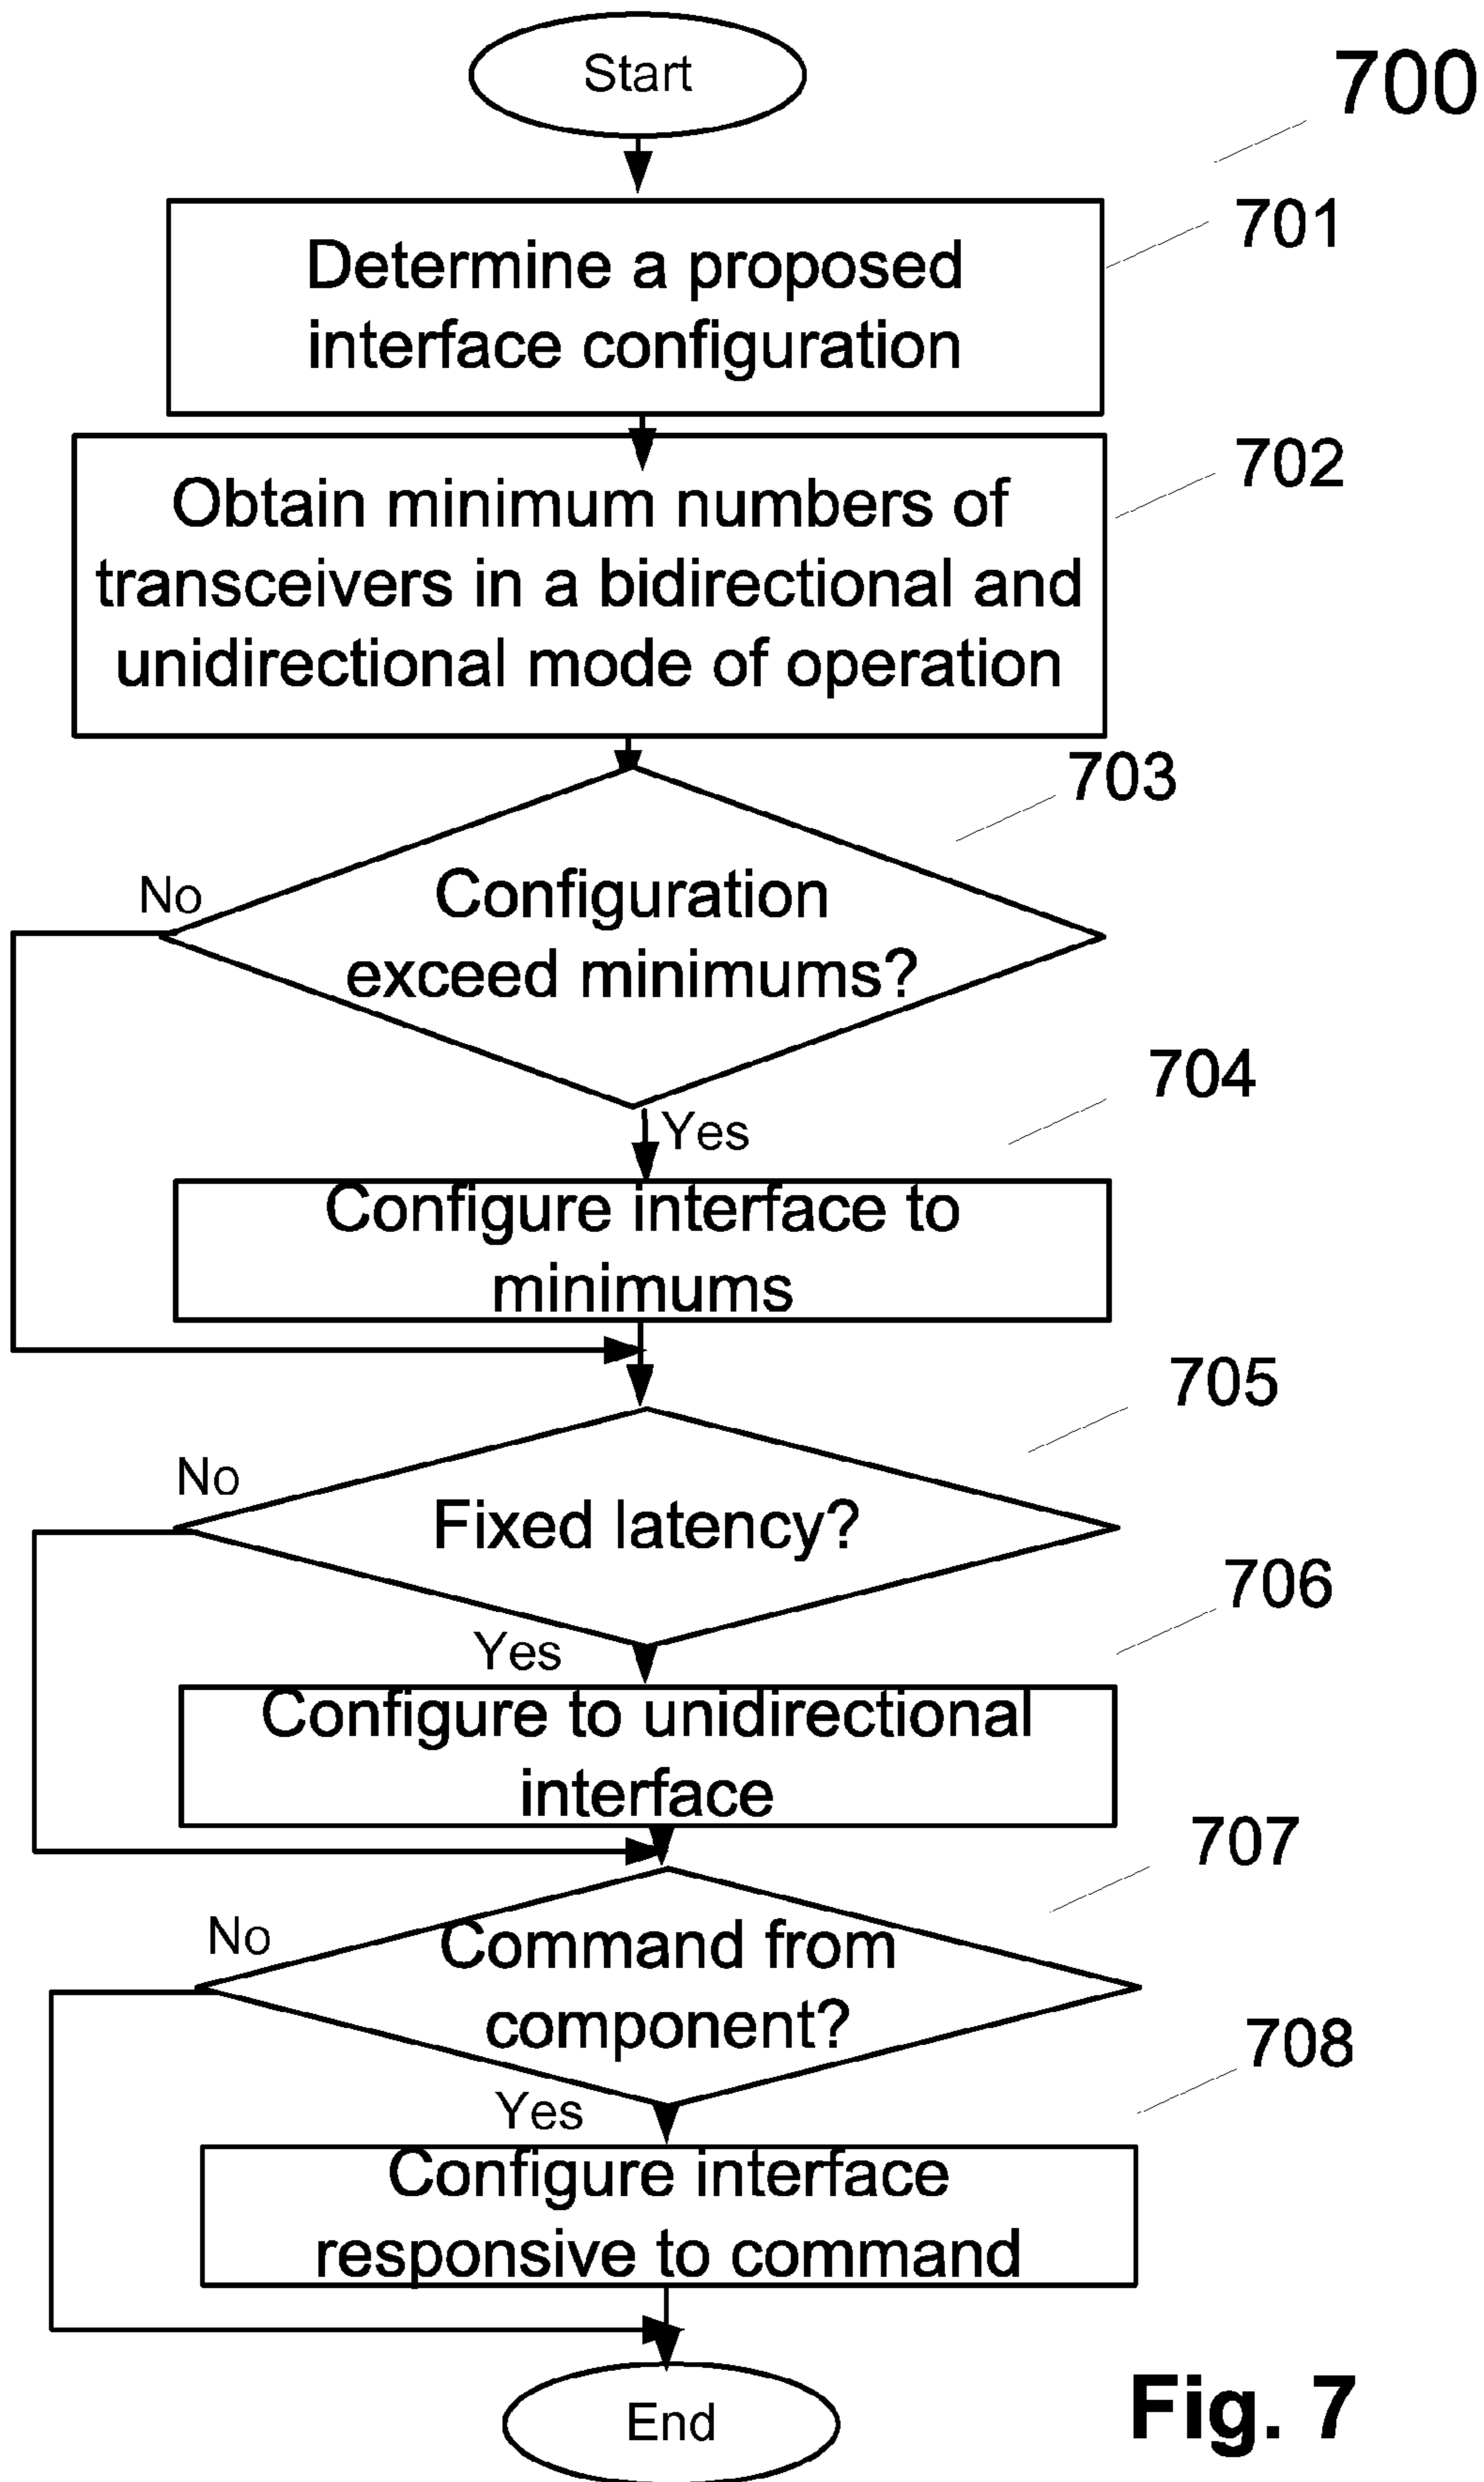 Start
700
701
Determine a proposed
interface configuration
702
Obtain minimum numbers of
transceivers in a bidirectional and
unidirectional mode of operation
703
No
Configuration
exceed minimums?
704
Yes
Configure interface to
minimums
705
No
Fixed latency?
706
Yes
Configure to unidirectional
interface
707
No
Command from
component?
708
Yes
Configure interface
responsive to command
End
Fig. 7